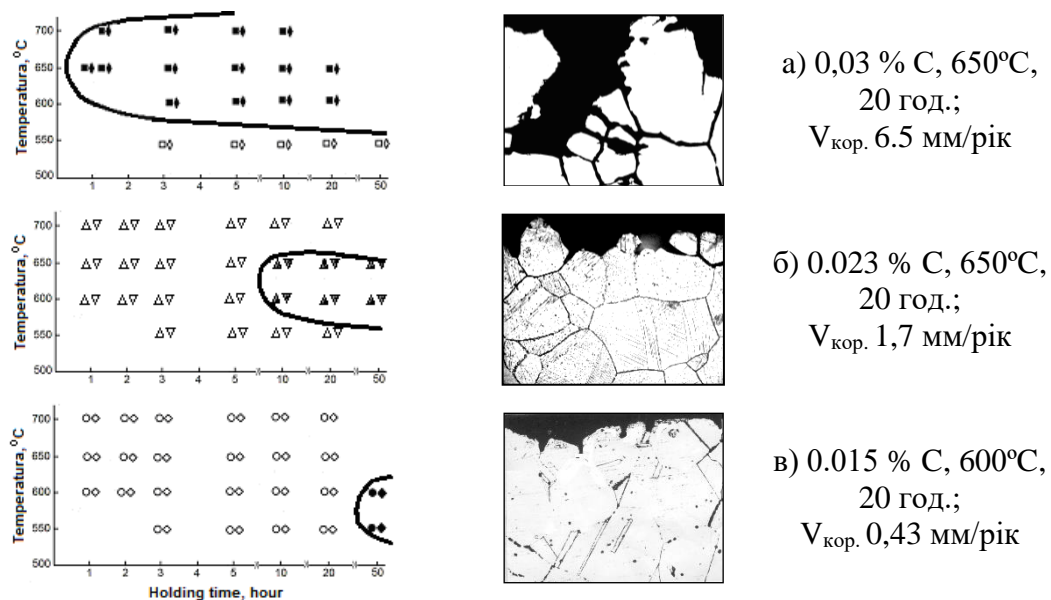 Temperatura, °C
700
650
600
550
500
1
2
3
4
5
10
20
50
а) 0,03 % С, 650ºС,
20 год.;
Vкор. 6.5 мм/рік
Temperatura, °C
700
650
600
550
500
1
2
3
5
10
20
50
б) 0.023 % С, 650ºС,
20 год.;
Vкор. 1,7 мм/рік
Temperatura, °C
700
650
600
550
500
1
2
3
5
10
20
50
Holding time, hour
в) 0.015 % С, 600ºС,
20 год.;
Vкор. 0,43 мм/рік